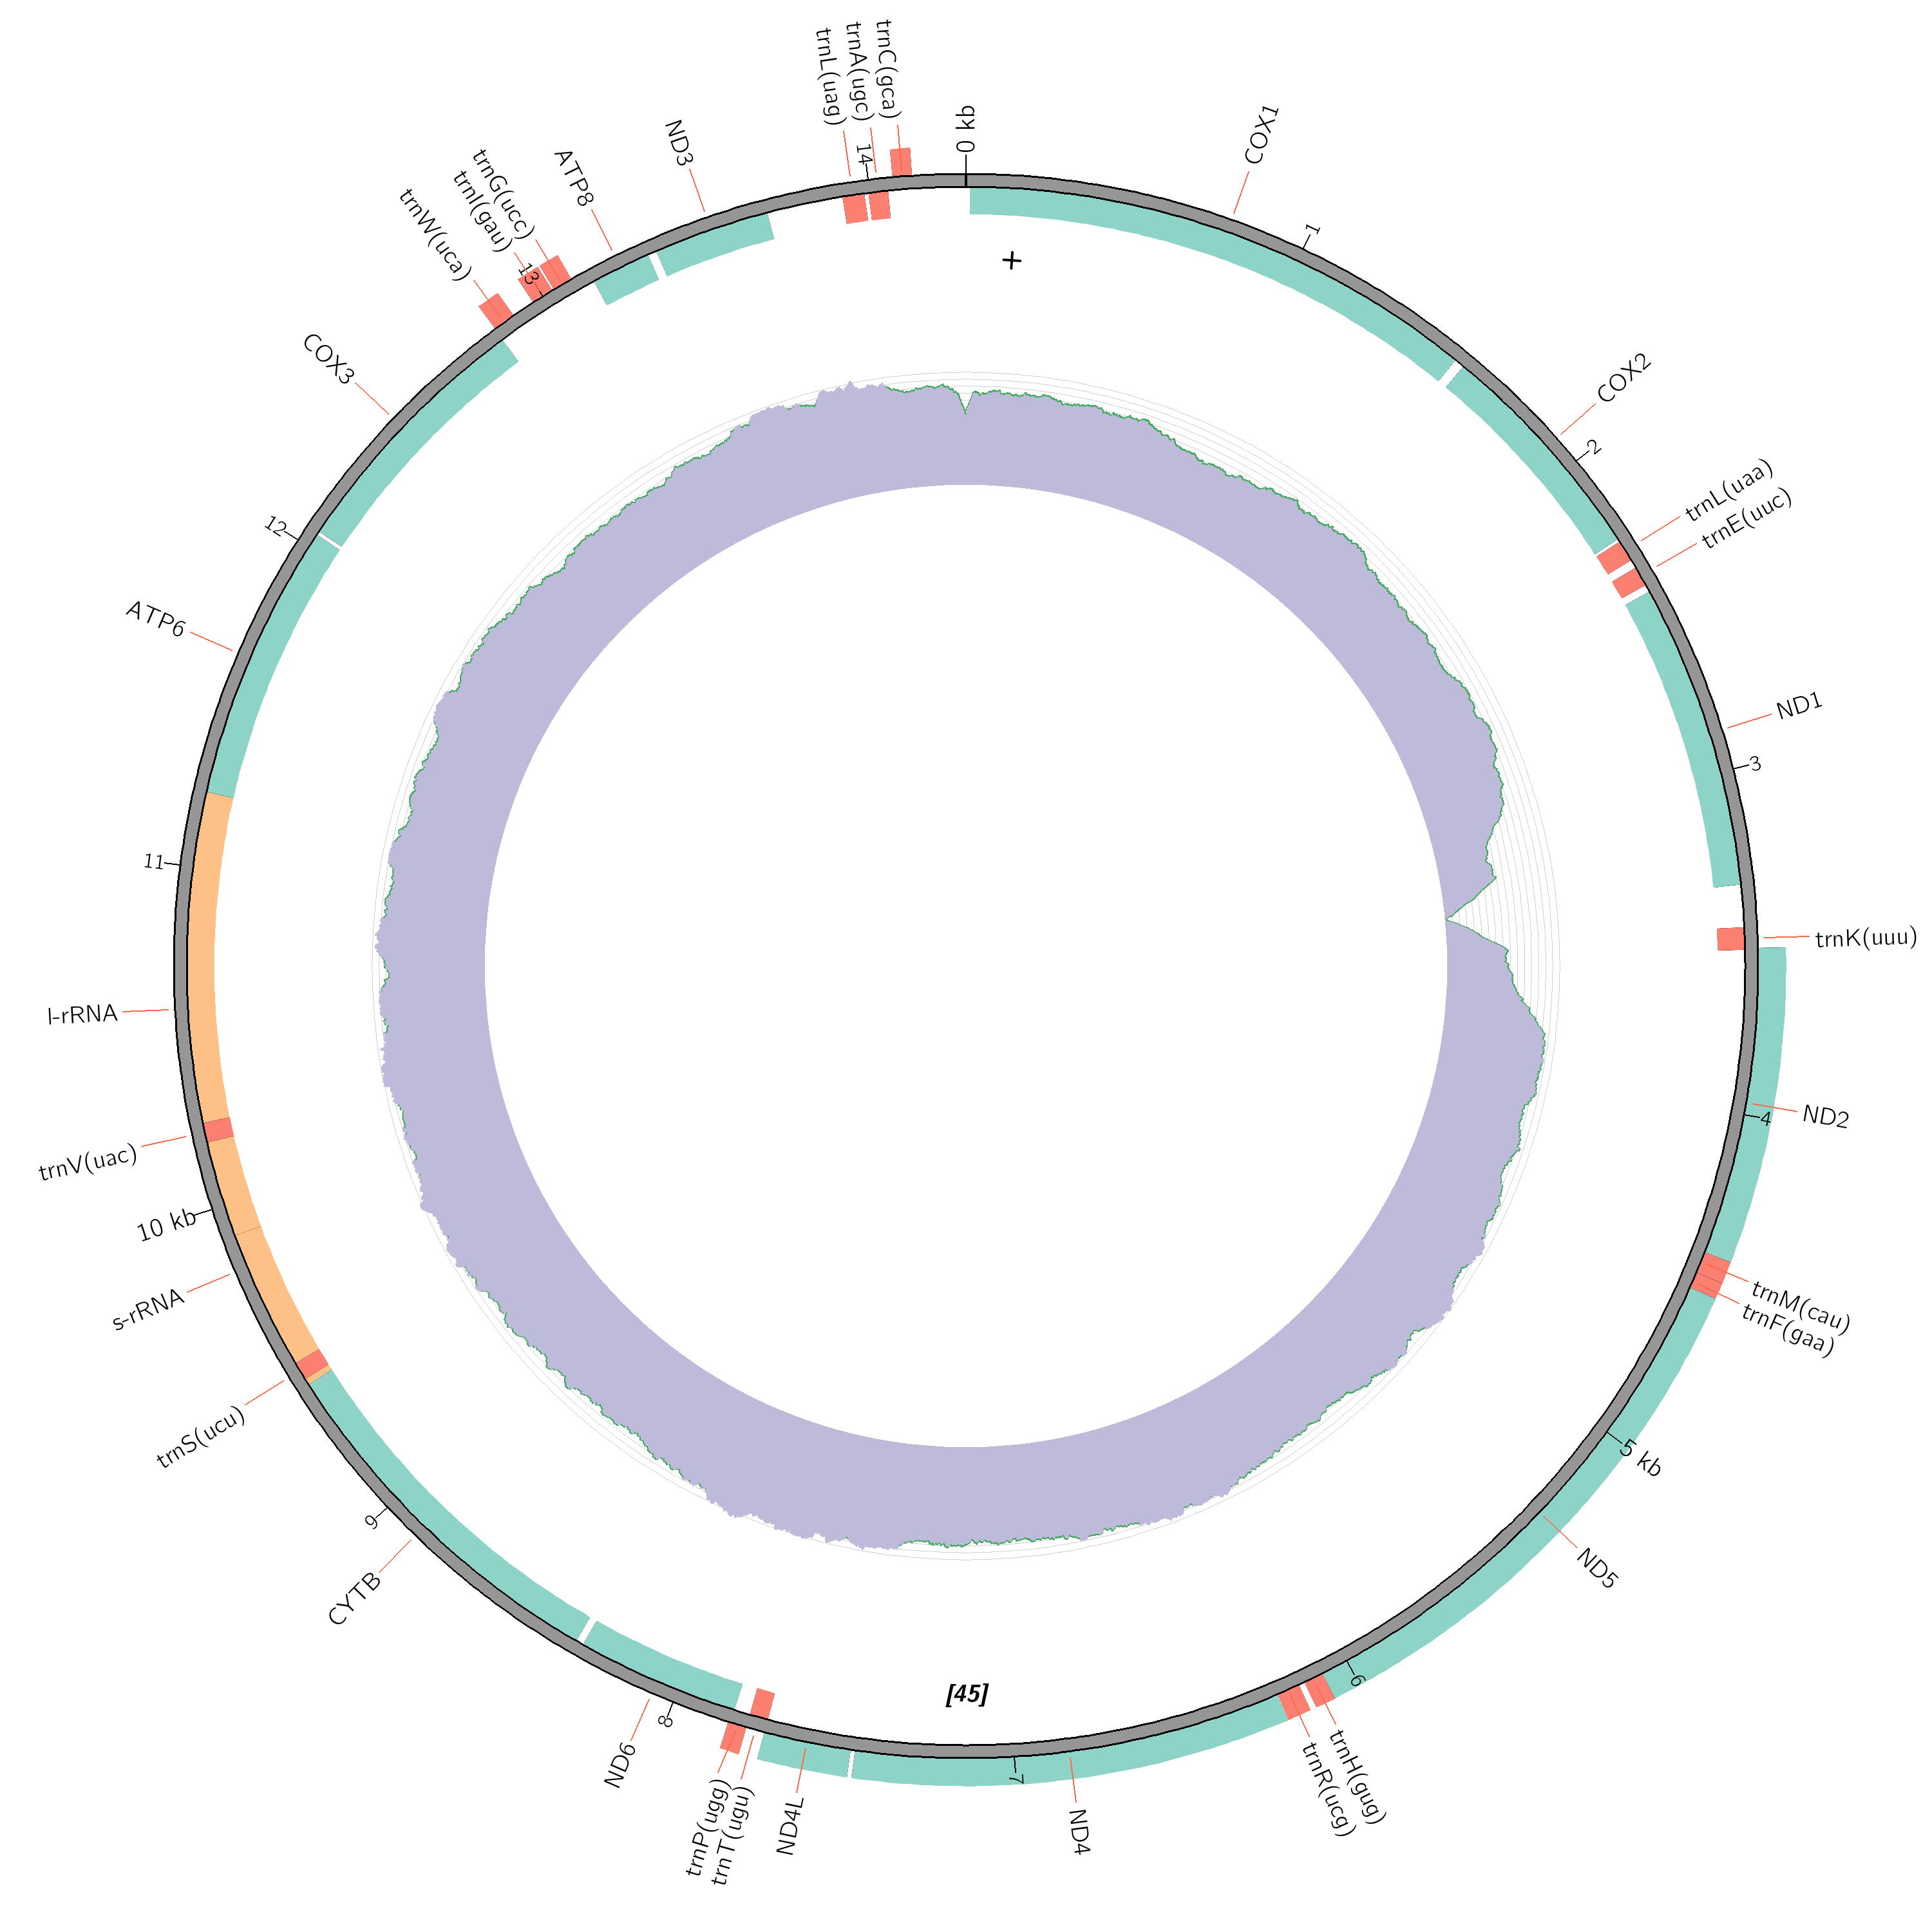 0 kb
COX1
1
COX2
2
trnL(uaa)
trnE(uuc)
ND1
3
trnK(uuu)
ND2
4
trnM(cau)
trnF(gaa)
5 kb
ND5
6
trnH(gug)
trnR(ucg)
ND4
7
ND4L
trnT(ugu)
trnP(ugg)
8
ND6
CYTB
9
trnS(ucu)
s-rRNA
10 kb
trnV(uac)
l-rRNA
11
ATP6
12
COX3
trnW(uca)
13
trnI(gau)
trnG(ucc)
ATP8
ND3
trnL(uag)
14
trnA(ugc)
trnC(gca)
+
[45]